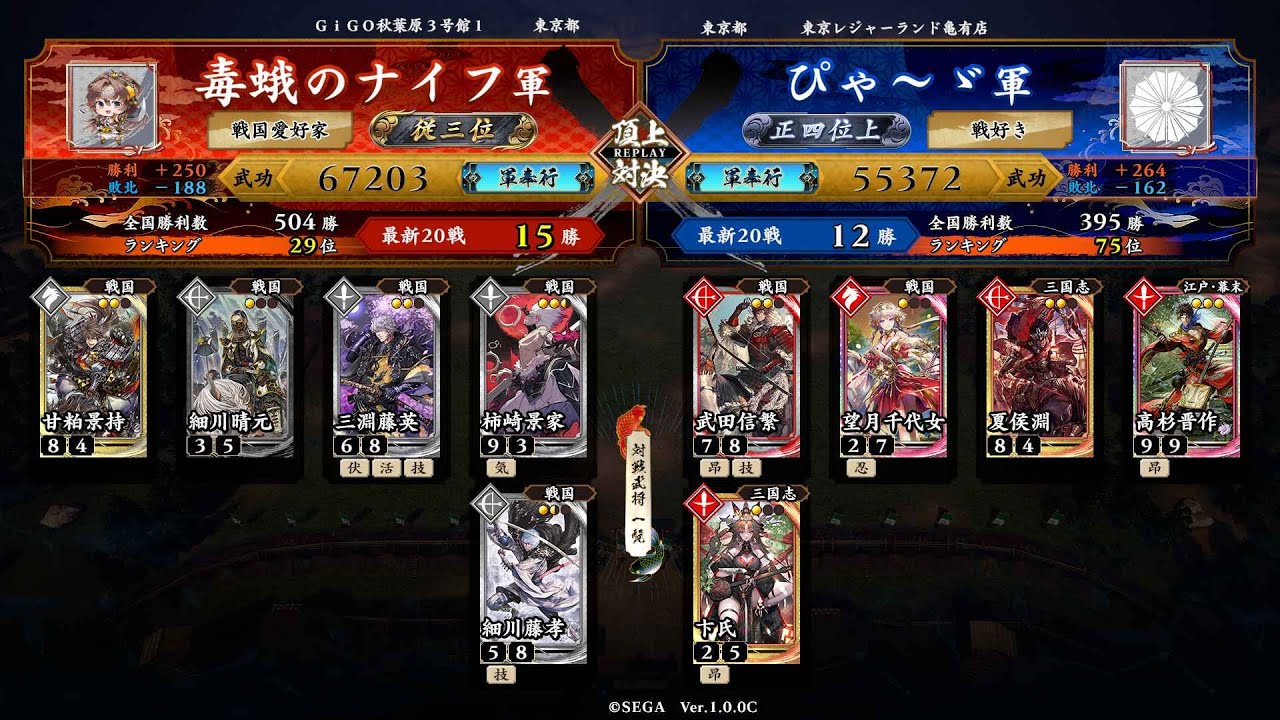 GiGO秋葉原3号館1 東京都
東京都 東京レジャーランド亀有店
毒蛾のナイフ軍
戦国愛好家 従三位
勝利 +250
敗北 -188
武功 67203 軍奉行
全国勝利数 504勝
ランキング 29位
最新20戦 15勝
頂上
REPLAY
対決
ぴゃ～ゞ軍
正四位上 戦好き
軍奉行 55372 武功
勝利 +264
敗北 -162
最新20戦 12勝
全国勝利数 395勝
ランキング 75位
戦国
甘粕景持
8 4
戦国
細川晴元
3 5
戦国
三淵藤英
6 8
伏 活 技
戦国
柿崎景家
9 3
気
戦国
細川藤孝
5 8
技
対戦武将一覧
戦国
武田信繁
7 8
昂 技
戦国
望月千代女
2 7
忍
三国志
夏侯淵
8 4
江戸・幕末
高杉晋作
9 9
昂
三国志
卞氏
2 5
昂
©SEGA Ver.1.0.0C